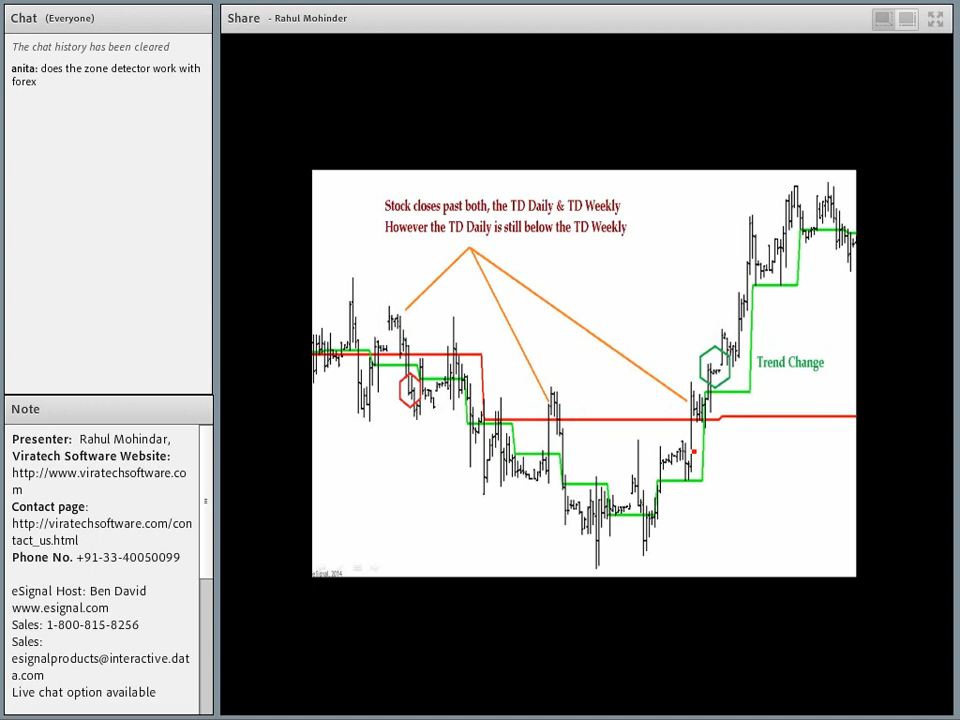 Chat (Everyone)
The chat history has been cleared
anita: does the zone detector work with
forex
Note
Presenter: Rahul Mohindar,
Viratech Software Website:
http://www.viratechsoftware.co
m
Contact page:
http://viratechsoftware.com/con
tact_us.html
Phone No. +91-33-40050099
eSignal Host: Ben David
www.esignal.com
Sales: 1-800-815-8256
Sales:
esignalproducts@interactive.dat
a.com
Live chat option available
Share - Rahul Mohinder
Stock closes past both, the TD Daily & TD Weekly
However the TD Daily is still below the TD Weekly
Trend Change
eSignal, 2014